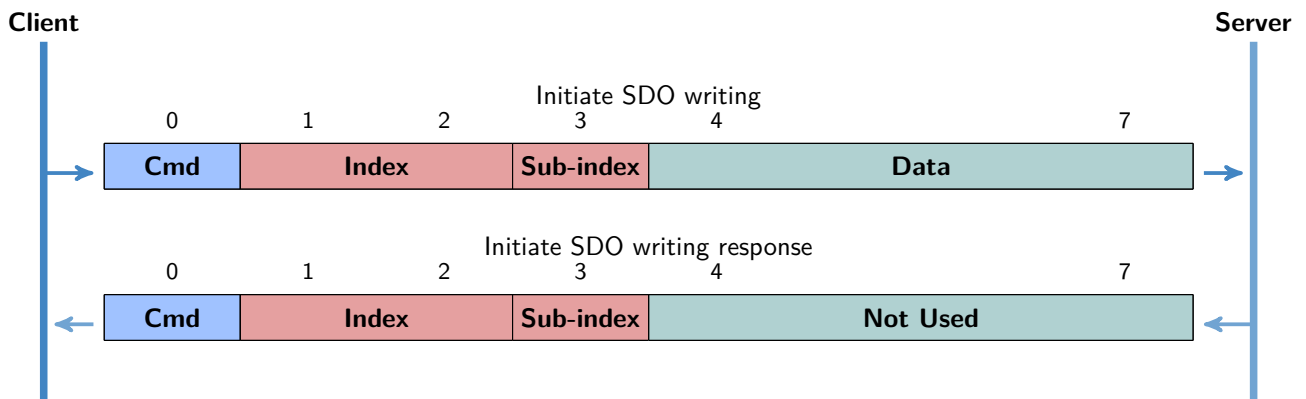 Client Server
Initiate SDO writing
0 1 2 3 4 7
Cmd Index Sub-index Data
Initiate SDO writing response
0 1 2 3 4 7
Cmd Index Sub-index Not Used